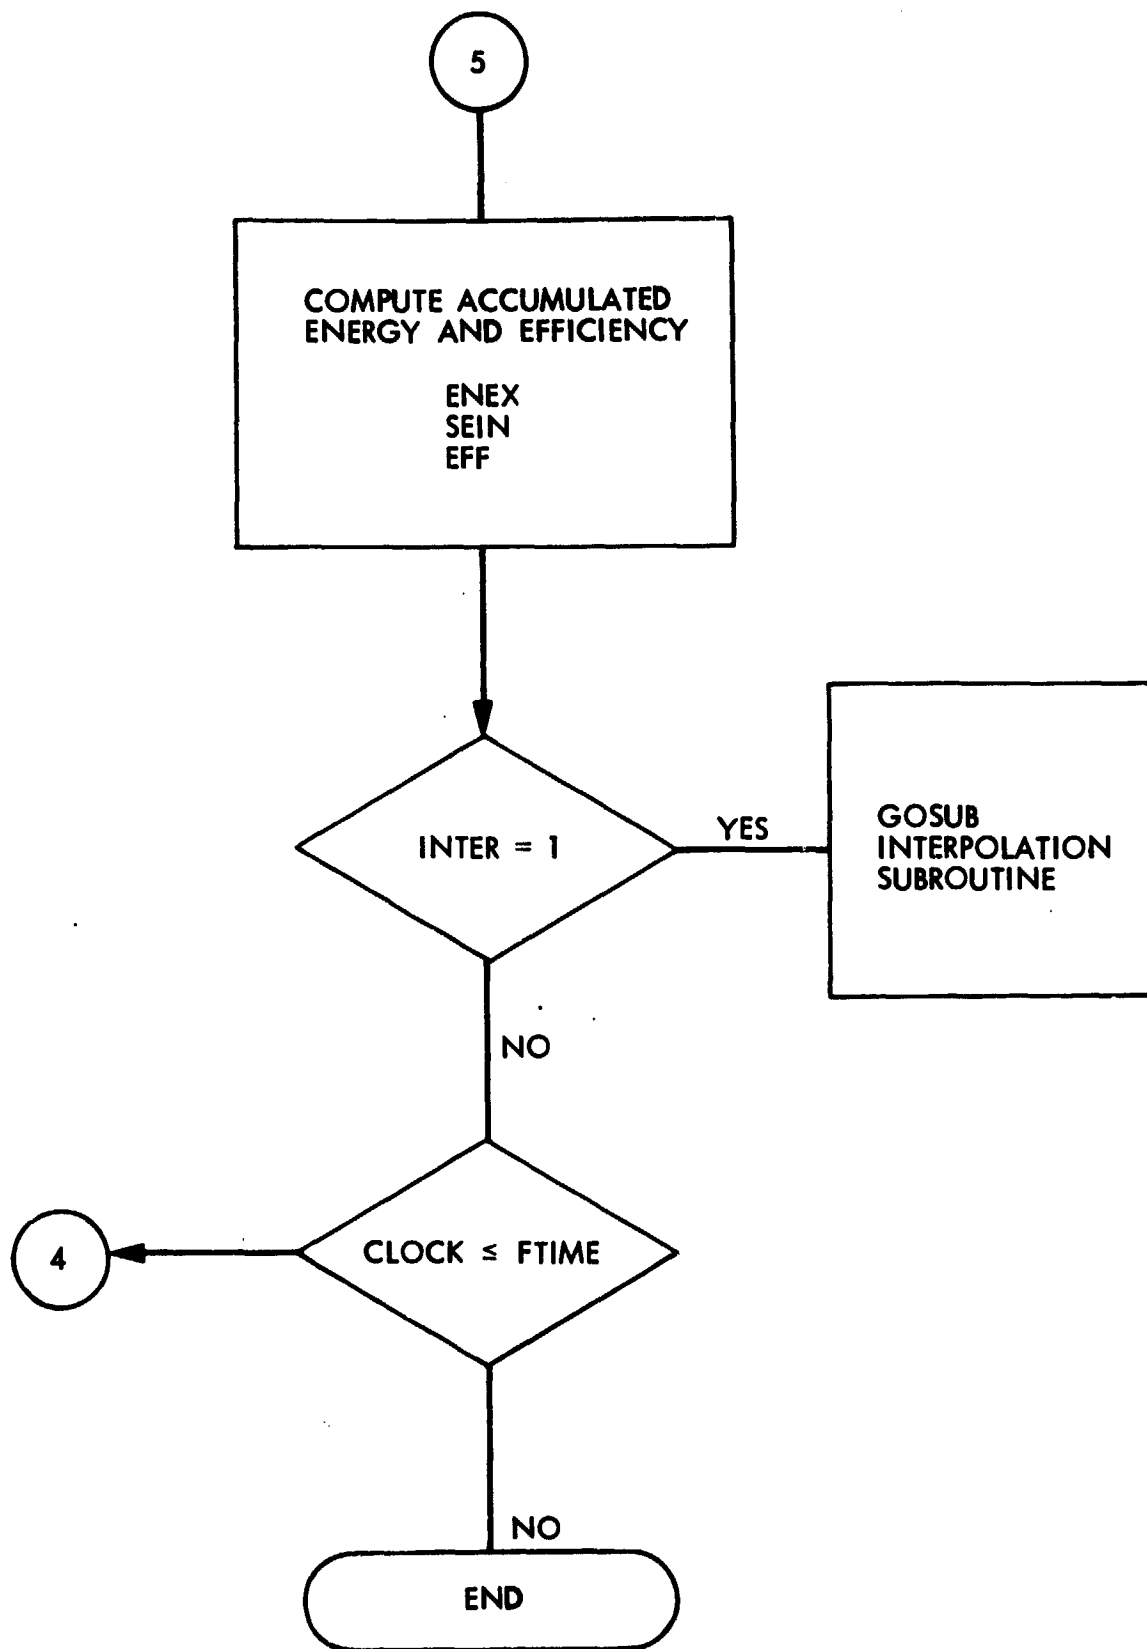 5
COMPUTE ACCUMULATED
ENERGY AND EFFICIENCY
ENEX
SEIN
EFF
INTER = 1
YES
GOSUB
INTERPOLATION
SUBROUTINE
NO
4
CLOCK ≤ FTIME
NO
END